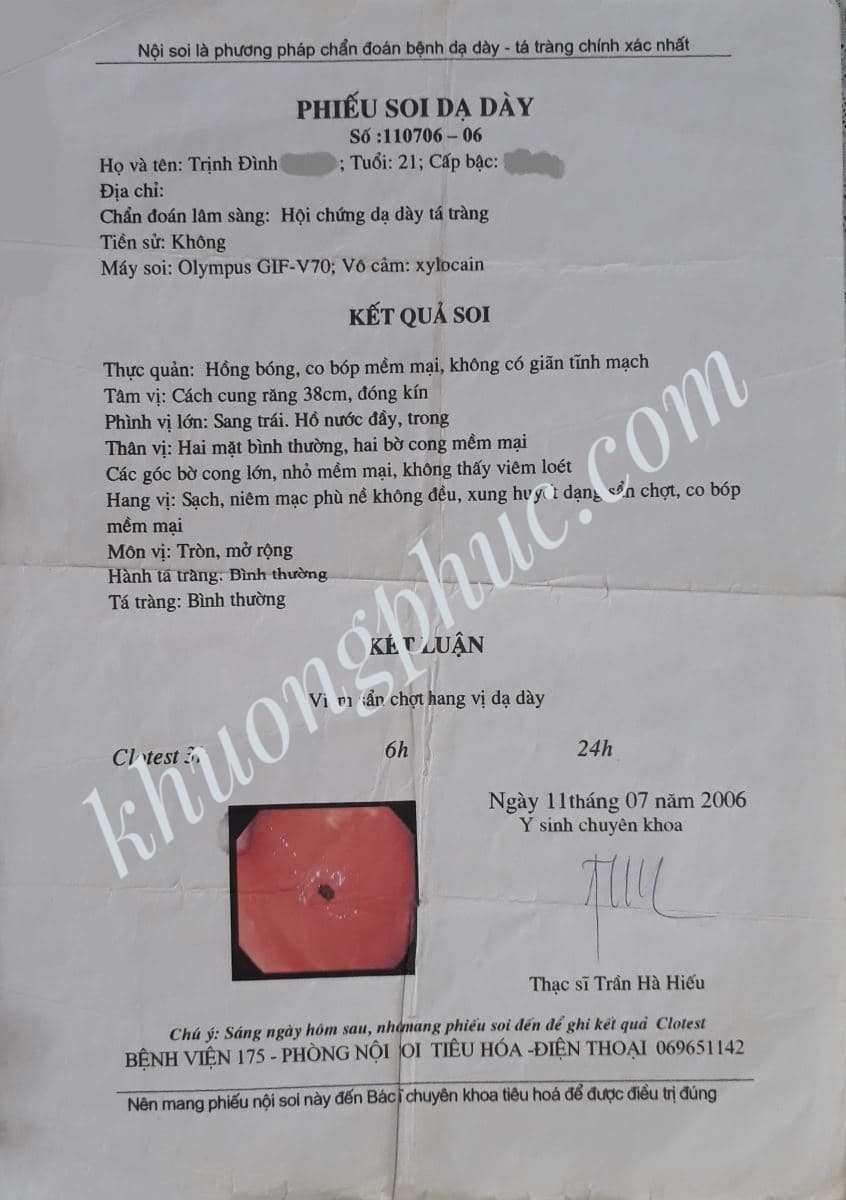 Nội soi là phương pháp chẩn đoán bệnh dạ dày - tá tràng chính xác nhất
PHIẾU SOI DẠ DÀY
Số :110706 – 06
Họ và tên: Trịnh Đình ; Tuổi: 21; Cấp bậc:
Địa chỉ:
Chẩn đoán lâm sàng: Hội chứng dạ dày tá tràng
Tiền sử: Không
Máy soi: Olympus GIF-V70; Vô cảm: xylocain
KẾT QUẢ SOI
Thực quản: Hồng bóng, co bóp mềm mại, không có giãn tĩnh mạch
Tâm vị: Cách cung răng 38cm, đóng kín
Phình vị lớn: Sang trái. Hồ nước đầy, trong
Thân vị: Hai mặt bình thường, hai bờ cong mềm mại
Các góc bờ cong lớn, nhỏ mềm mại, không thấy viêm loét
Hang vị: Sạch, niêm mạc phù nề không đều, xung huyết dạng sẩn chợt, co bóp
mềm mại
Môn vị: Tròn, mở rộng
Hành tá tràng: Bình thường
Tá tràng: Bình thường
KẾT LUẬN
Viêm sẩn chợt hang vị dạ dày
Clotest 6h 24h
Ngày 11tháng 07 năm 2006
Y sinh chuyên khoa
Thạc sĩ Trần Hà Hiếu
Chú ý: Sáng ngày hôm sau, mang phiếu soi đến để ghi kết quả Clotest
BỆNH VIỆN 175 - PHÒNG NỘI SOI TIÊU HÓA -ĐIỆN THOẠI 069651142
Nên mang phiếu nội soi này đến Bác sĩ chuyên khoa tiêu hoá để được điều trị đúng
khuongphuc.com